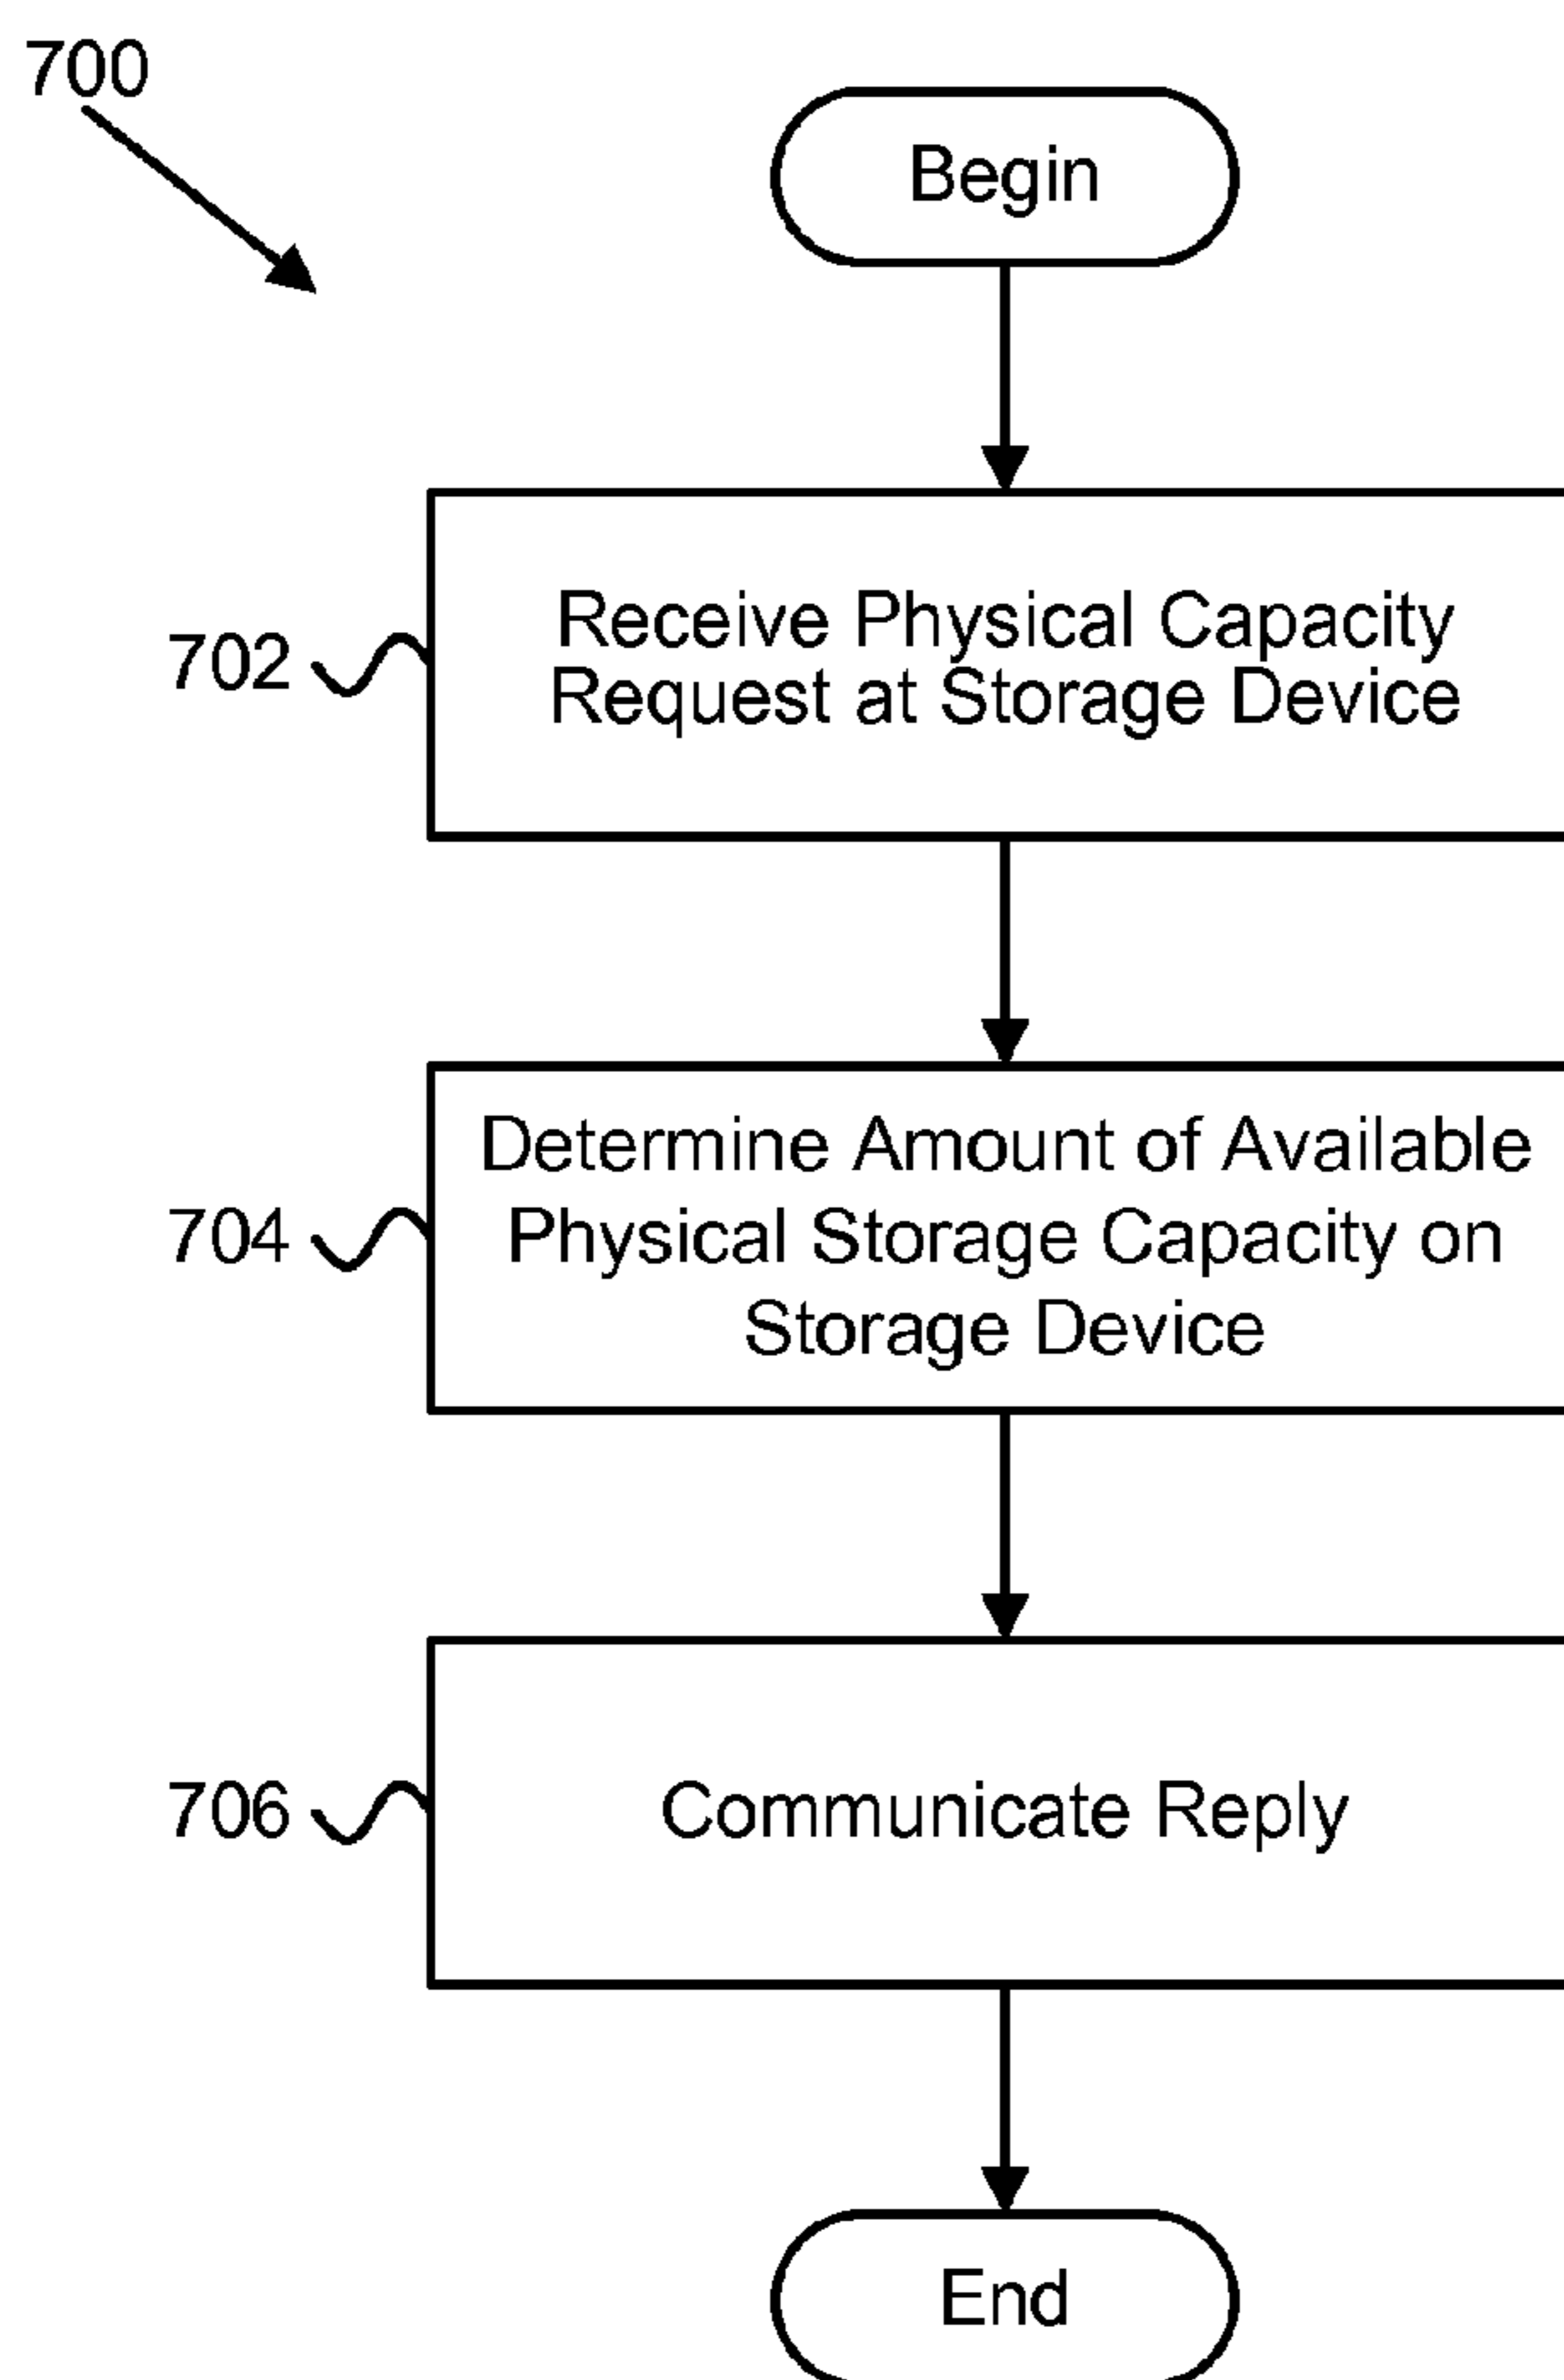 700
Begin
702
Receive Physical Capacity
Request at Storage Device
704
Determine Amount of Available
Physical Storage Capacity on
Storage Device
706
Communicate Reply
End